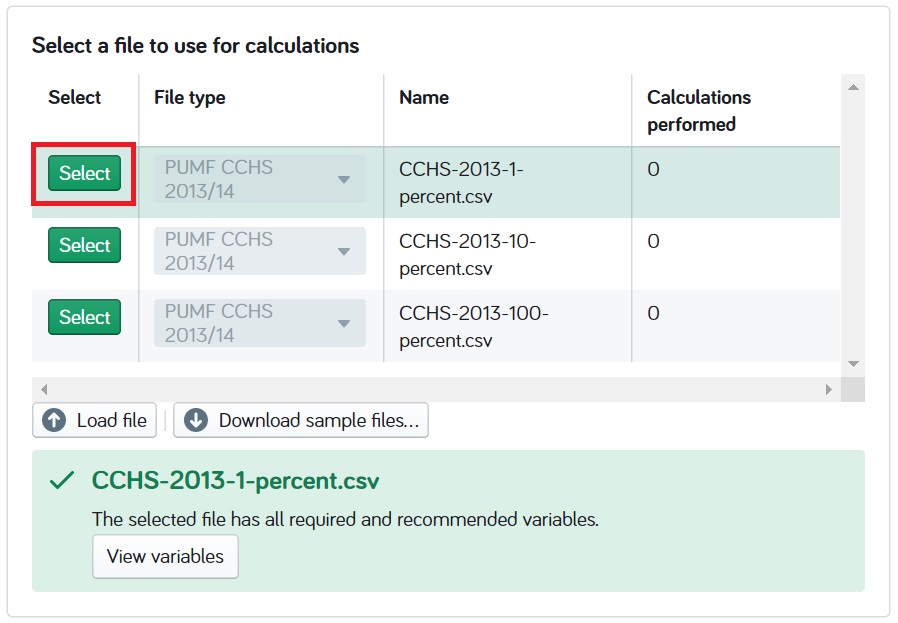 Select a file to use for calculations
Select File type Name Calculations
performed
Select PUMF CCHS
2013/14 CCHS-2013-1-
percent.csv 0
Select PUMF CCHS
2013/14 CCHS-2013-10-
percent.csv 0
Select PUMF CCHS
2013/14 CCHS-2013-100-
percent.csv 0
Load file Download sample files...
CCHS-2013-1-percent.csv
The selected file has all required and recommended variables.
View variables